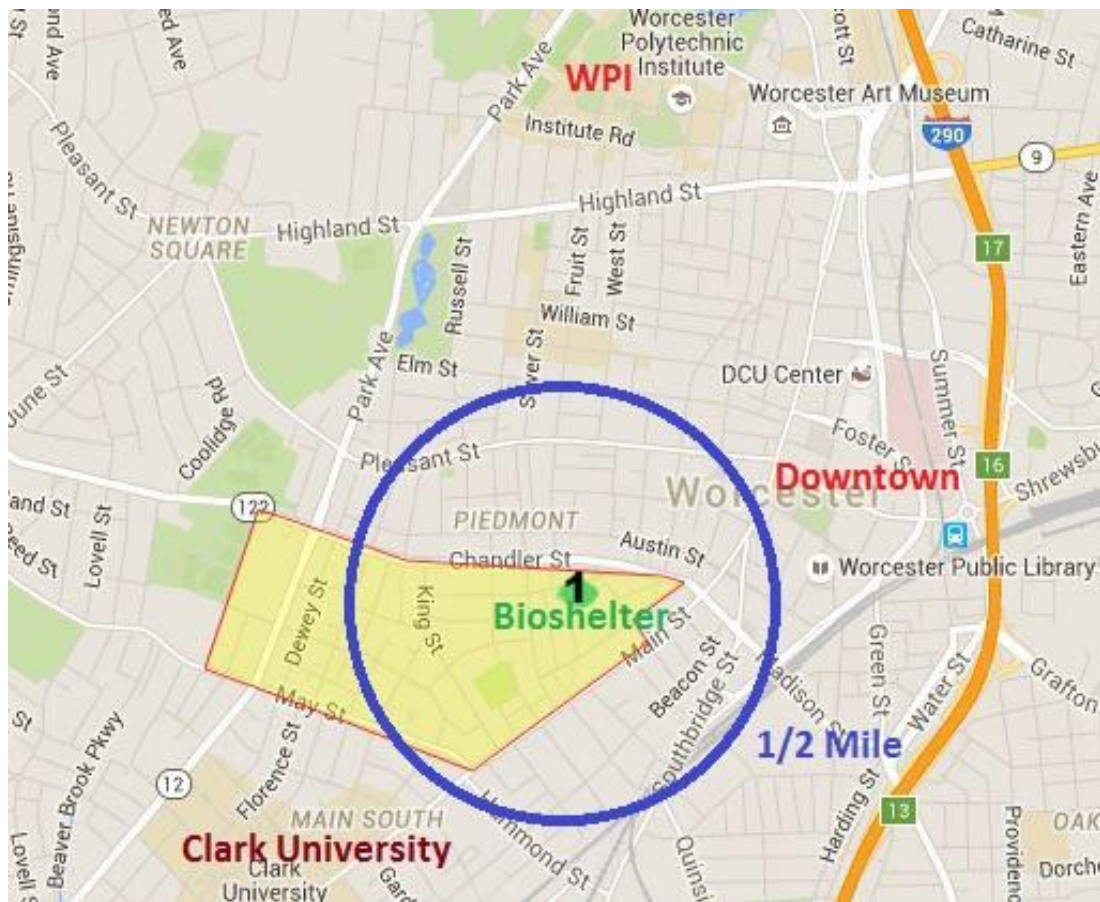 Park Ave
Worcester
Polytechnic
Institute
WPI
Catharine St
Worcester Art Museum
Institute Rd
290
9
Pleasant St
Highland St
Highland St
NEWTON
SQUARE
Eastern Ave
17
Russell St
Fruit St
West St
William St
Elm St
Park Ave
June St
Coolidge Rd
DCU Center
Summer St
Foster St
Pleasant St
Worcester
Downtown
16
122
Lovell St
PIEDMONT
Chandler St
Austin St
Worcester Public Library
1
Bioshelter
King St
Dewey St
Main St
Beacon St
Southbridge St
Madison St
Green St
Water St
Grafton
May St
1/2 Mile
Beaver Brook Pkwy
12
Florence St
MAIN SOUTH
Hammond St
Harding St
13
Clark University
Clark
University